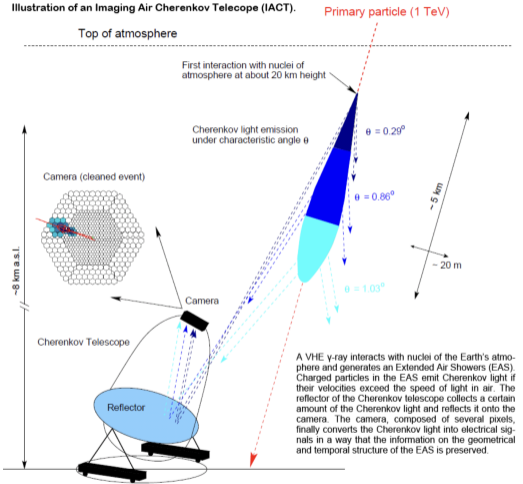 Illustration of an Imaging Air Cherenkov Telecope (IACT).
Primary particle (1 TeV)
Top of atmosphere
First interaction with nuclei of
atmosphere at about 20 km height
Cherenkov light emission
under characteristic angle θ
θ = 0.29°
Camera (cleaned event)
θ = 0.86°
~ 5 km
~ 20 m
~8 km a.s.l.
θ = 1.03°
Camera
Cherenkov Telescope
Reflector
A VHE γ-ray interacts with nuclei of the Earth's atmo-
sphere and generates an Extended Air Showers (EAS).
Charged particles in the EAS emit Cherenkov light if
their velocities exceed the speed of light in air. The
reflector of the Cherenkov telescope collects a certain
amount of the Cherenkov light and reflects it onto the
camera. The camera, composed of several pixels,
finally converts the Cherenkov light into electrical sig-
nals in a way that the information on the geometrical
and temporal structure of the EAS is preserved.